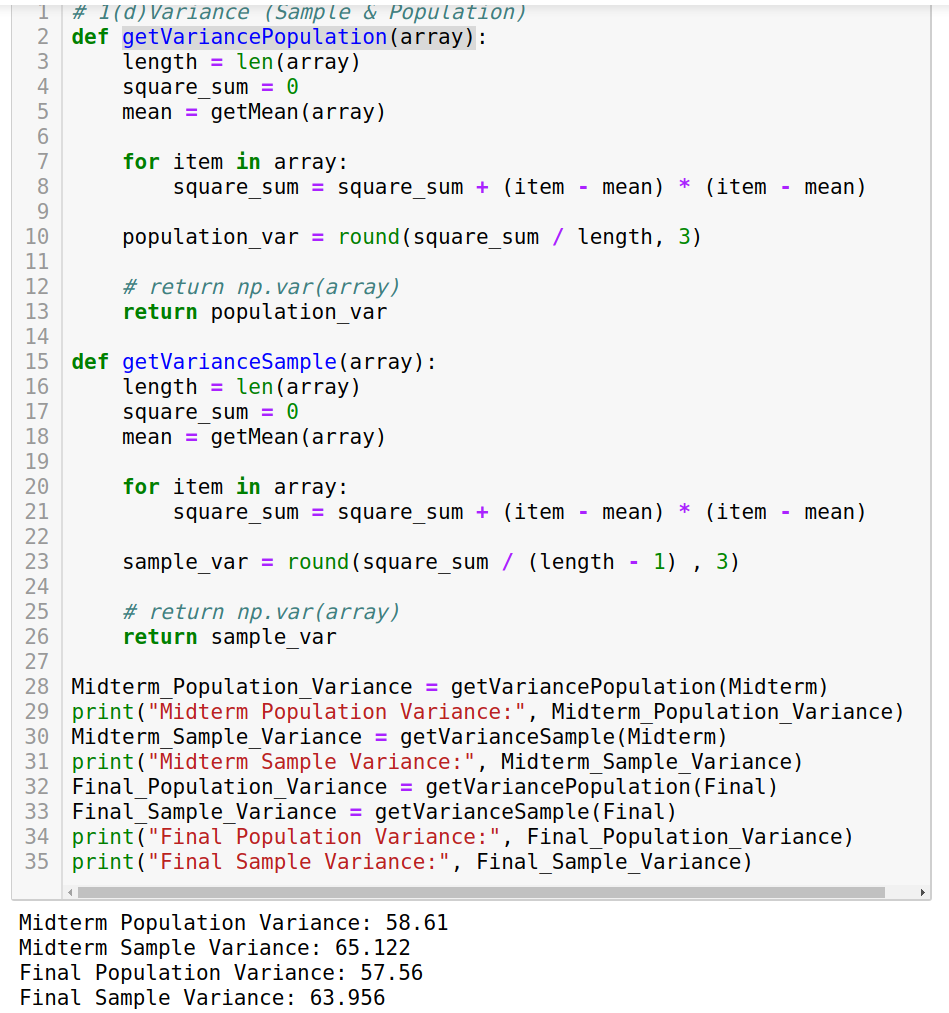 1 # 1(d)Variance (Sample & Population)
2 def getVariancePopulation(array):
3     length = len(array)
4     square_sum = 0
5     mean = getMean(array)
6
7     for item in array:
8         square_sum = square_sum + (item - mean) * (item - mean)
9
10     population_var = round(square_sum / length, 3)
11
12     # return np.var(array)
13     return population_var
14
15 def getVarianceSample(array):
16     length = len(array)
17     square_sum = 0
18     mean = getMean(array)
19
20     for item in array:
21         square_sum = square_sum + (item - mean) * (item - mean)
22
23     sample_var = round(square_sum / (length - 1) , 3)
24
25     # return np.var(array)
26     return sample_var
27
28 Midterm_Population_Variance = getVariancePopulation(Midterm)
29 print("Midterm Population Variance:", Midterm_Population_Variance)
30 Midterm_Sample_Variance = getVarianceSample(Midterm)
31 print("Midterm Sample Variance:", Midterm_Sample_Variance)
32 Final_Population_Variance = getVariancePopulation(Final)
33 Final_Sample_Variance = getVarianceSample(Final)
34 print("Final Population Variance:", Final_Population_Variance)
35 print("Final Sample Variance:", Final_Sample_Variance)
Midterm Population Variance: 58.61
Midterm Sample Variance: 65.122
Final Population Variance: 57.56
Final Sample Variance: 63.956